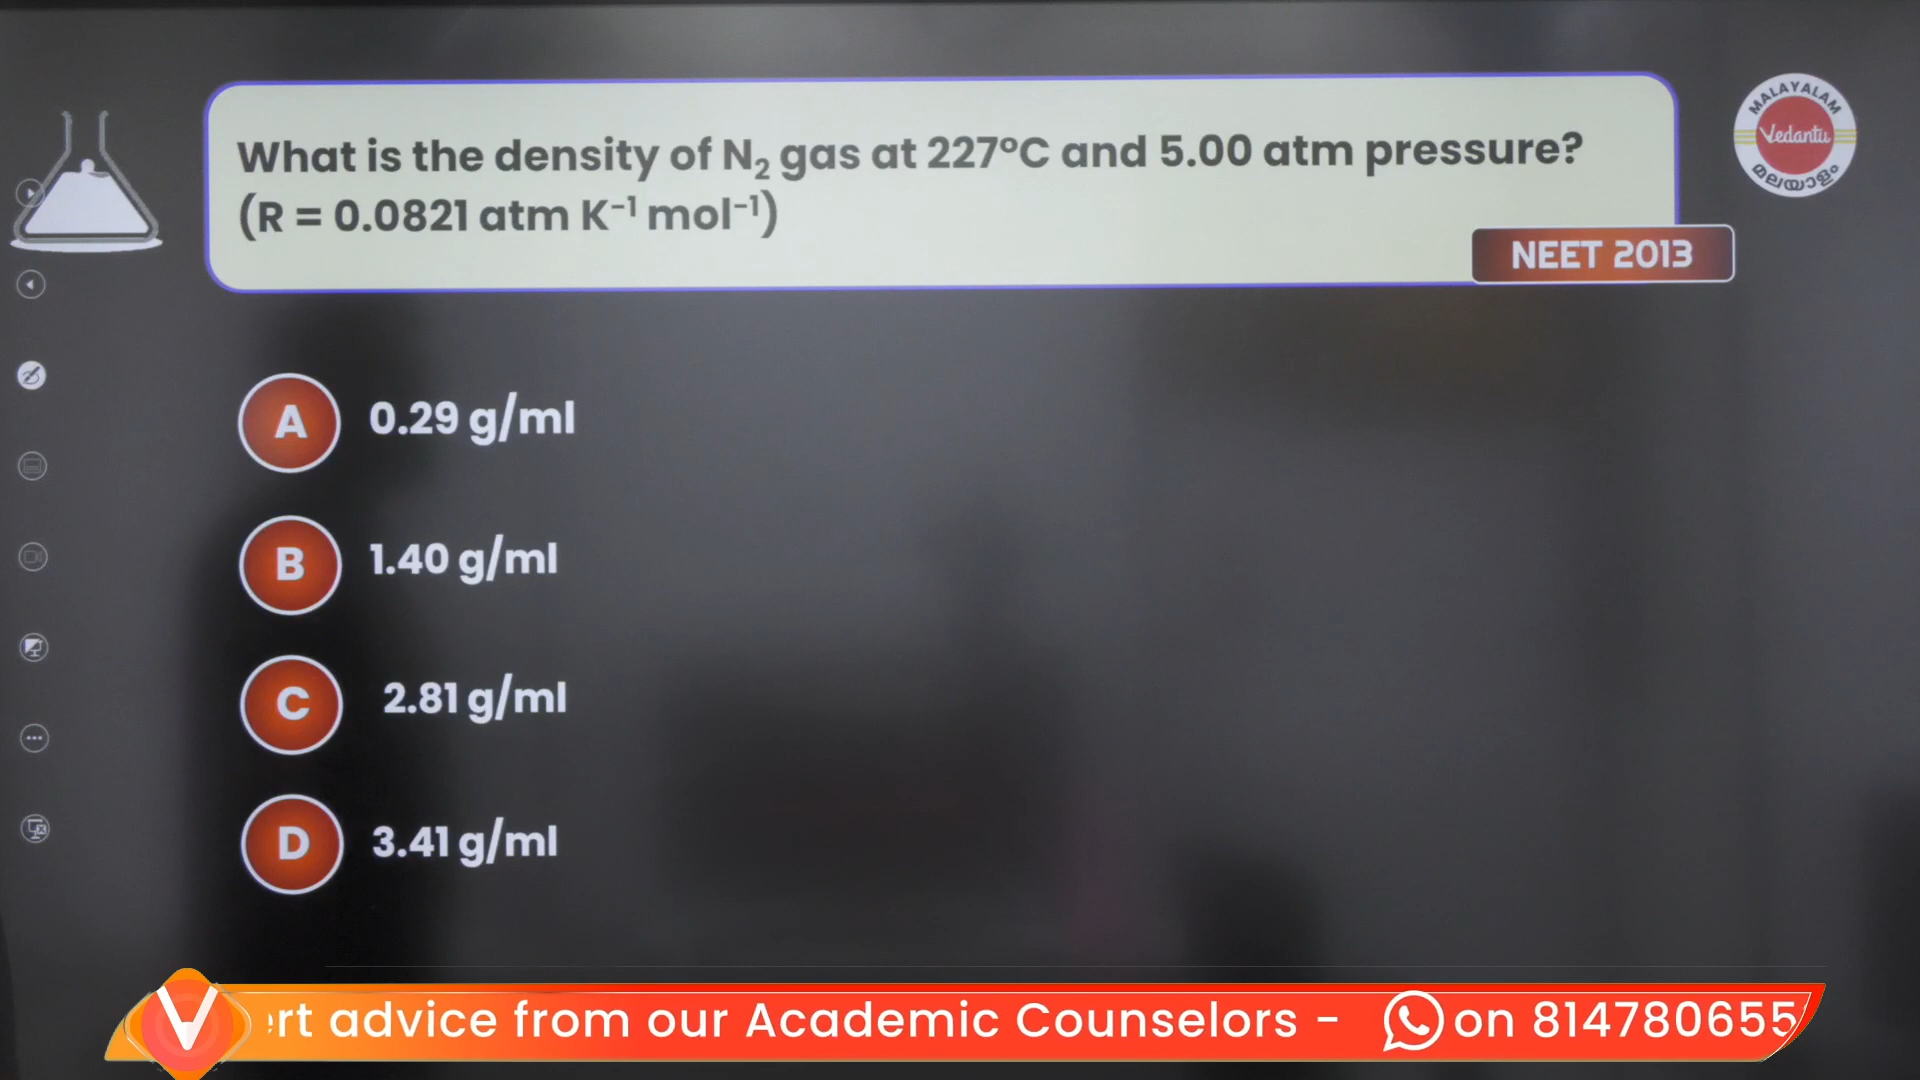 What is the density of N₂ gas at 227°C and 5.00 atm pressure?
(R = 0.0821 atm K⁻¹ mol⁻¹)
NEET 2013
MALAYALAM
Vedantu
മലയാളം
A 0.29 g/ml
B 1.40 g/ml
C 2.81 g/ml
D 3.41 g/ml
advice from our Academic Counselors - on 814780655